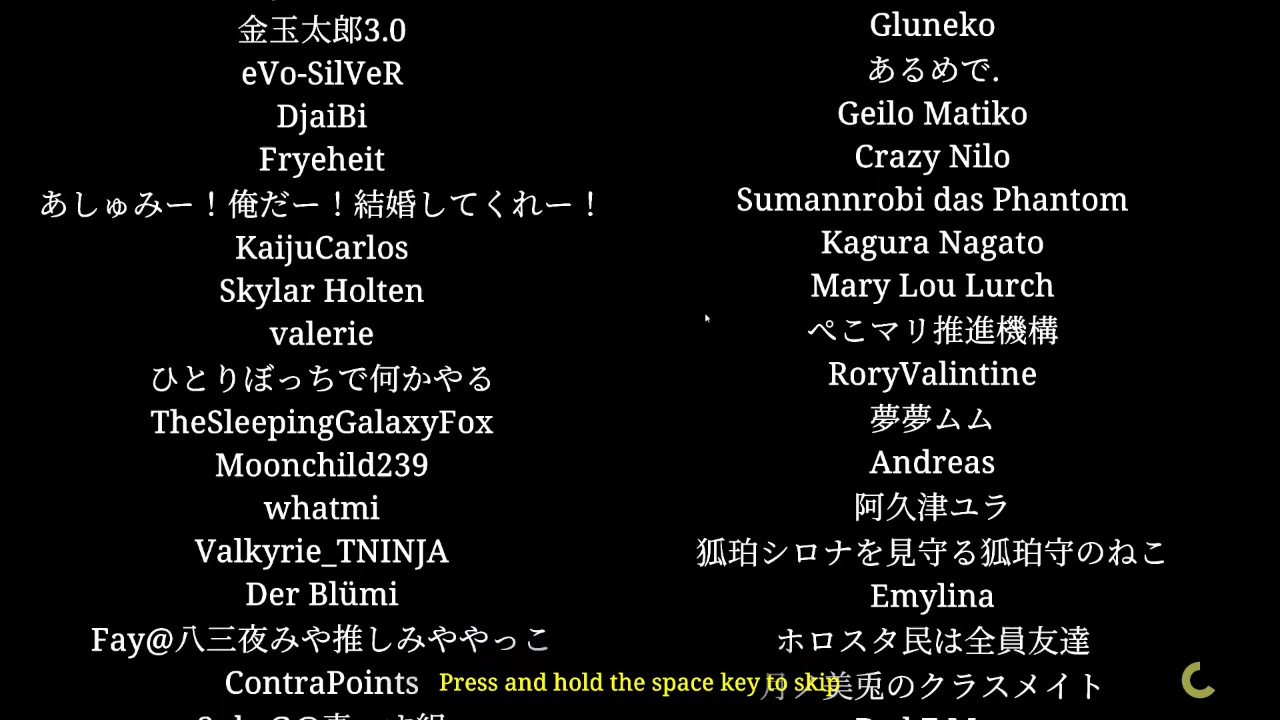 金玉太郎3.0
eVo-SilVeR
DjaiBi
Fryeheit
あしゅみー！俺だー！結婚してくれー！
KaijuCarlos
Skylar Holten
valerie
ひとりぼっちで何かやる
TheSleepingGalaxyFox
Moonchild239
whatmi
Valkyrie_TNINJA
Der Blümi
Fay@八三夜みや推しみややっこ
ContraPoints
Gluneko
あるめで.
Geilo Matiko
Crazy Nilo
Sumannrobi das Phantom
Kagura Nagato
Mary Lou Lurch
ぺこマリ推進機構
RoryValintine
夢夢ムム
Andreas
阿久津ユラ
狐珀シロナを見守る狐珀守のねこ
Emylina
ホロスタ民は全員友達
月ノ美兎のクラスメイト
Press and hold the space key to skip